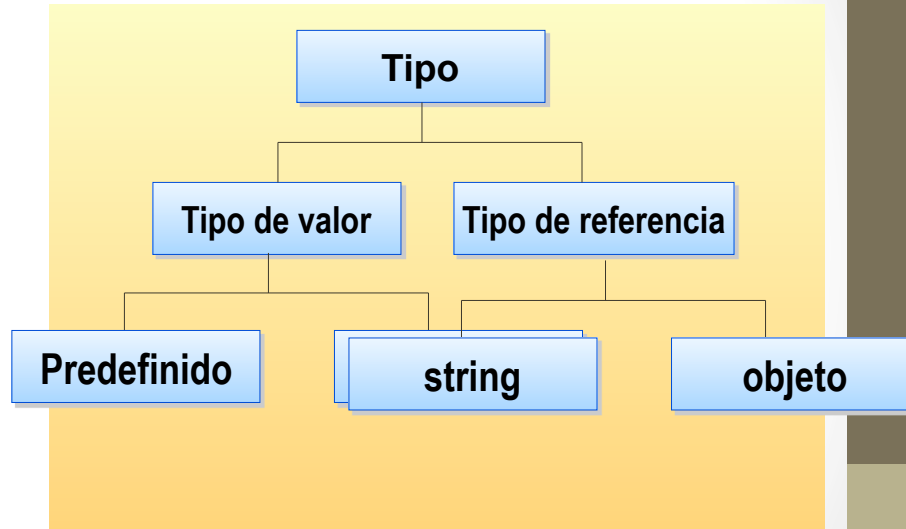 Tipo
Tipo de valor
Tipo de referencia
Predefinido
string
objeto